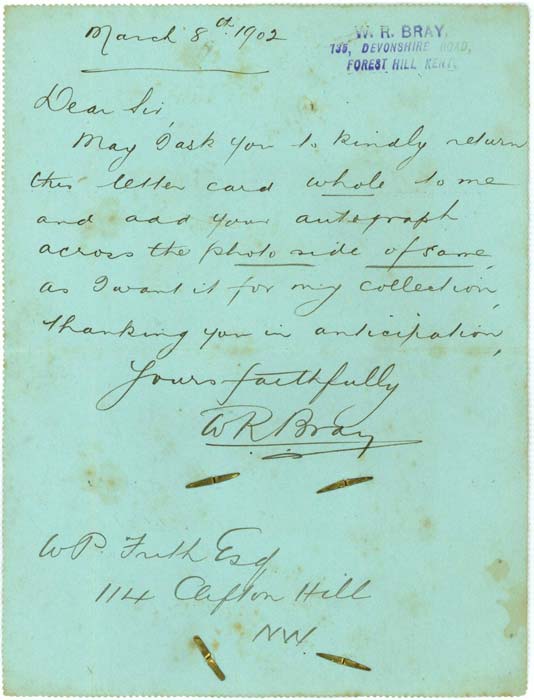 March 8th 1902
W. R. BRAY,
135, DEVONSHIRE ROAD,
FOREST HILL KENT.
Dear Sir,
May I ask you to kindly return
this letter card whole to me
and add your autograph
across the photo side of same,
as I want it for my collection,
thanking you in anticipation,
Yours faithfully
W R Bray
W P. Frith Esq
114 Clifton Hill
NW.